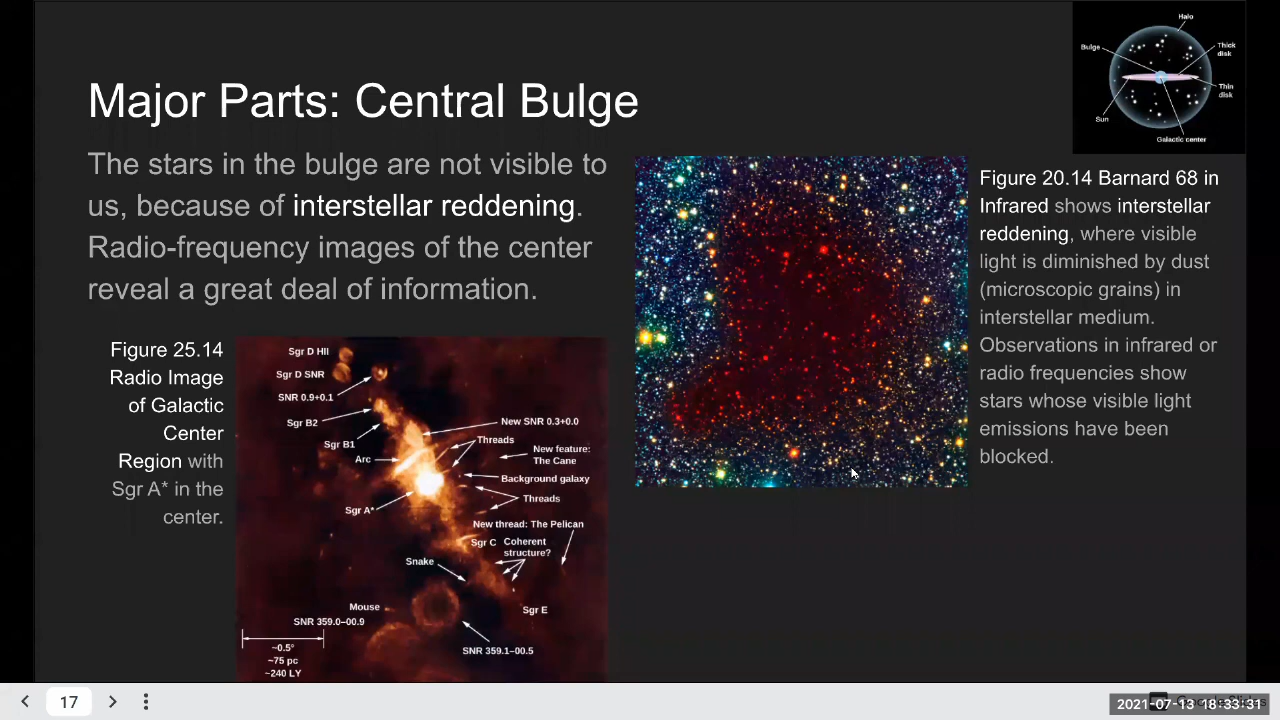 Major Parts: Central Bulge
The stars in the bulge are not visible to
us, because of interstellar reddening.
Radio-frequency images of the center
reveal a great deal of information.
Halo
Bulge
Thick
disk
Thin
disk
Sun
Galactic center
Figure 20.14 Barnard 68 in
Infrared shows interstellar
reddening, where visible
light is diminished by dust
(microscopic grains) in
interstellar medium.
Observations in infrared or
radio frequencies show
stars whose visible light
emissions have been
blocked.
Figure 25.14
Radio Image
of Galactic
Center
Region with
Sgr A* in the
center.
Sgr D HII
Sgr D SNR
SNR 0.9+0.1
Sgr B2
Sgr B1
Arc
Sgr A*
New SNR 0.3+0.0
Threads
New feature:
The Cane
Background galaxy
Threads
New thread: The Pelican
Sgr C
Coherent
structure?
Snake
Sgr E
Mouse
SNR 359.0–00.9
SNR 359.1–00.5
~0.5°
~75 pc
~240 LY
17
Google Slides
2021-07-13 18:33:31